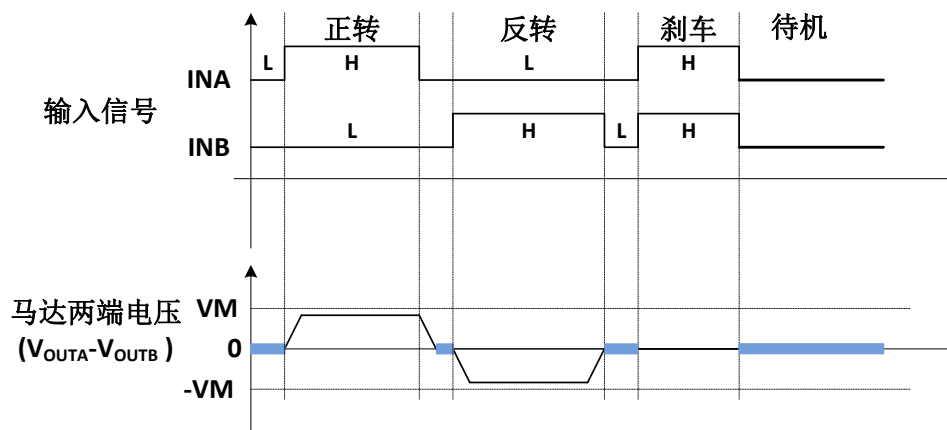 正转 反转 刹车 待机
L H L H
INA
输入信号
L H L H
INB
马达两端电压 VM
(VOUTA-VOUTB ) 0
-VM